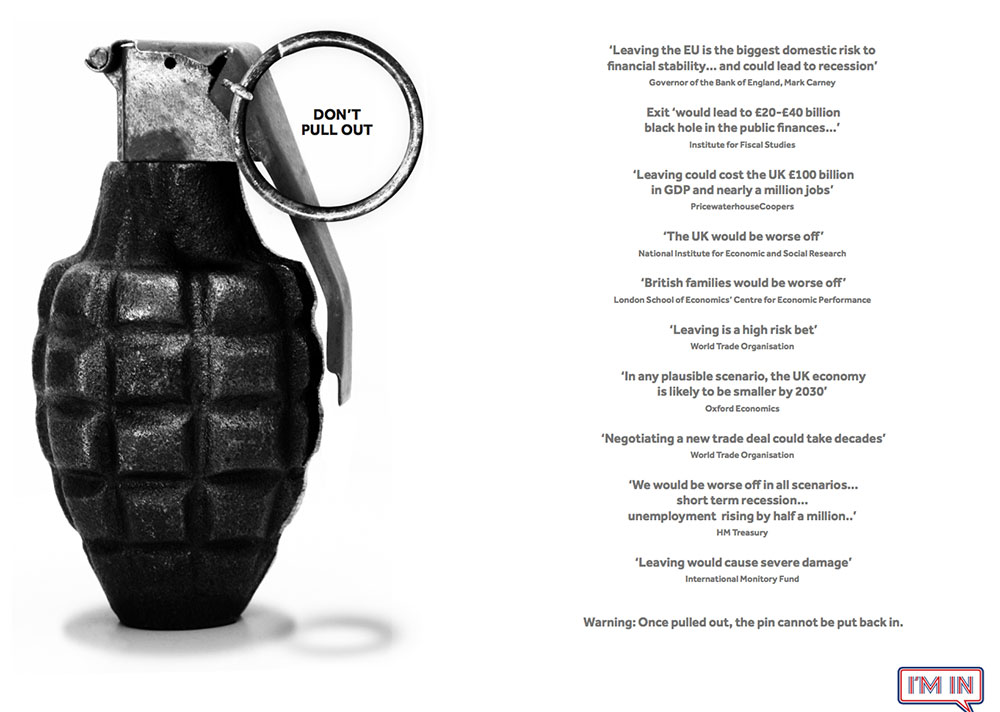 DON'T
PULL OUT
‘Leaving the EU is the biggest domestic risk to
financial stability... and could lead to recession’
Governor of the Bank of England, Mark Carney
Exit ‘would lead to £20-£40 billion
black hole in the public finances...’
Institute for Fiscal Studies
‘Leaving could cost the UK £100 billion
in GDP and nearly a million jobs’
PricewaterhouseCoopers
‘The UK would be worse off’
National Institute for Economic and Social Research
‘British families would be worse off’
London School of Economics’ Centre for Economic Performance
‘Leaving is a high risk bet’
World Trade Organisation
‘In any plausible scenario, the UK economy
is likely to be smaller by 2030’
Oxford Economics
‘Negotiating a new trade deal could take decades’
World Trade Organisation
‘We would be worse off in all scenarios...
short term recession...
unemployment rising by half a million..’
HM Treasury
‘Leaving would cause severe damage’
International Monitory Fund
Warning: Once pulled out, the pin cannot be put back in.
I'M IN